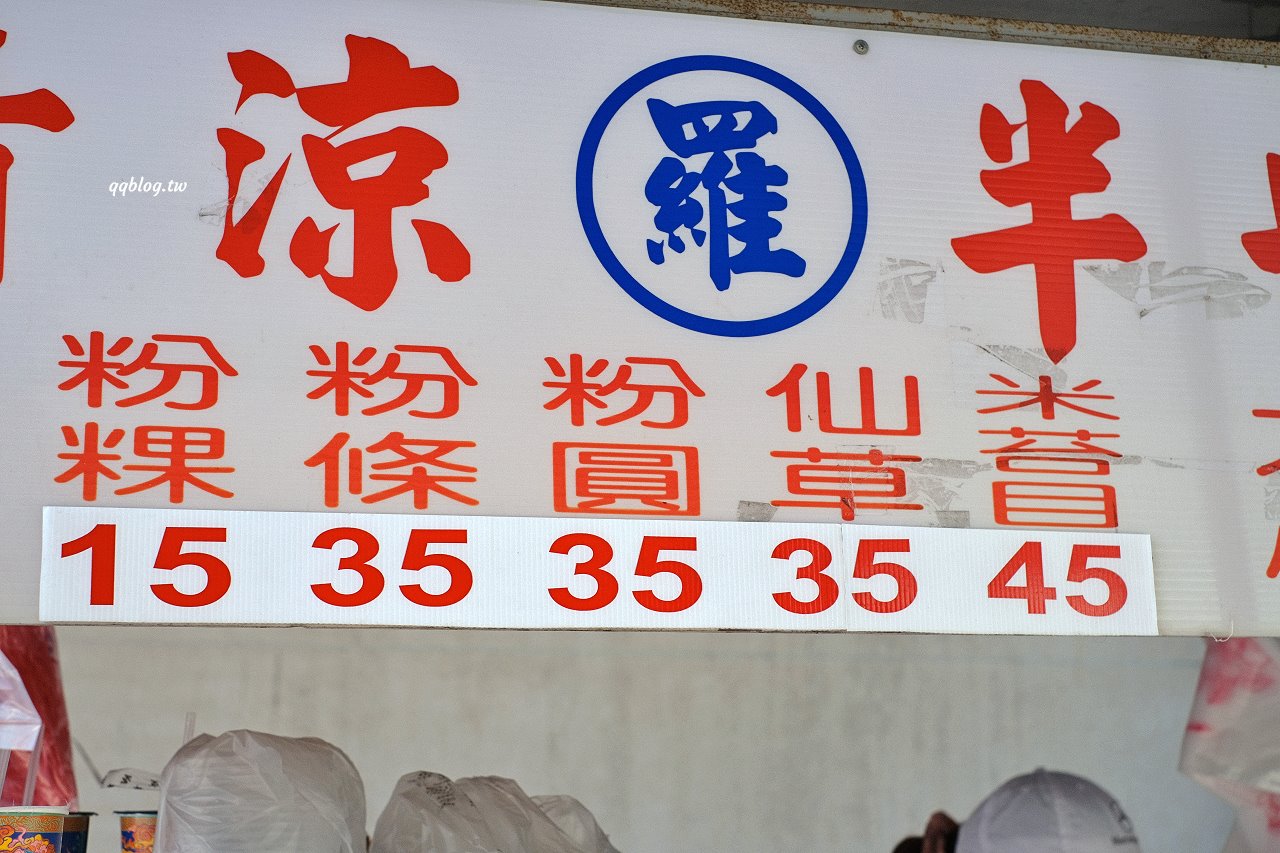 涼 羅 半
qqblog.tw
粉粿 粉條 粉圓 仙草 米苔目
15 35 35 35 45